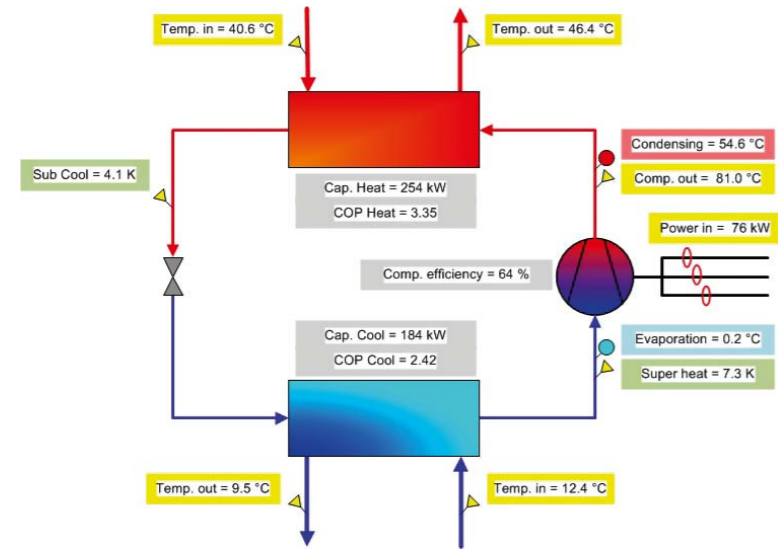 Temp. in = 40.6 °C
Temp. out = 46.4 °C
Condensing = 54.6 °C
Sub Cool = 4.1 K
Comp. out = 81.0 °C
Cap. Heat = 254 kW
COP Heat = 3.35
Power in = 76 kW
Comp. efficiency = 64 %
Cap. Cool = 184 kW
Evaporation = 0.2 °C
COP Cool = 2.42
Super heat = 7.3 K
Temp. out = 9.5 °C
Temp. in = 12.4 °C